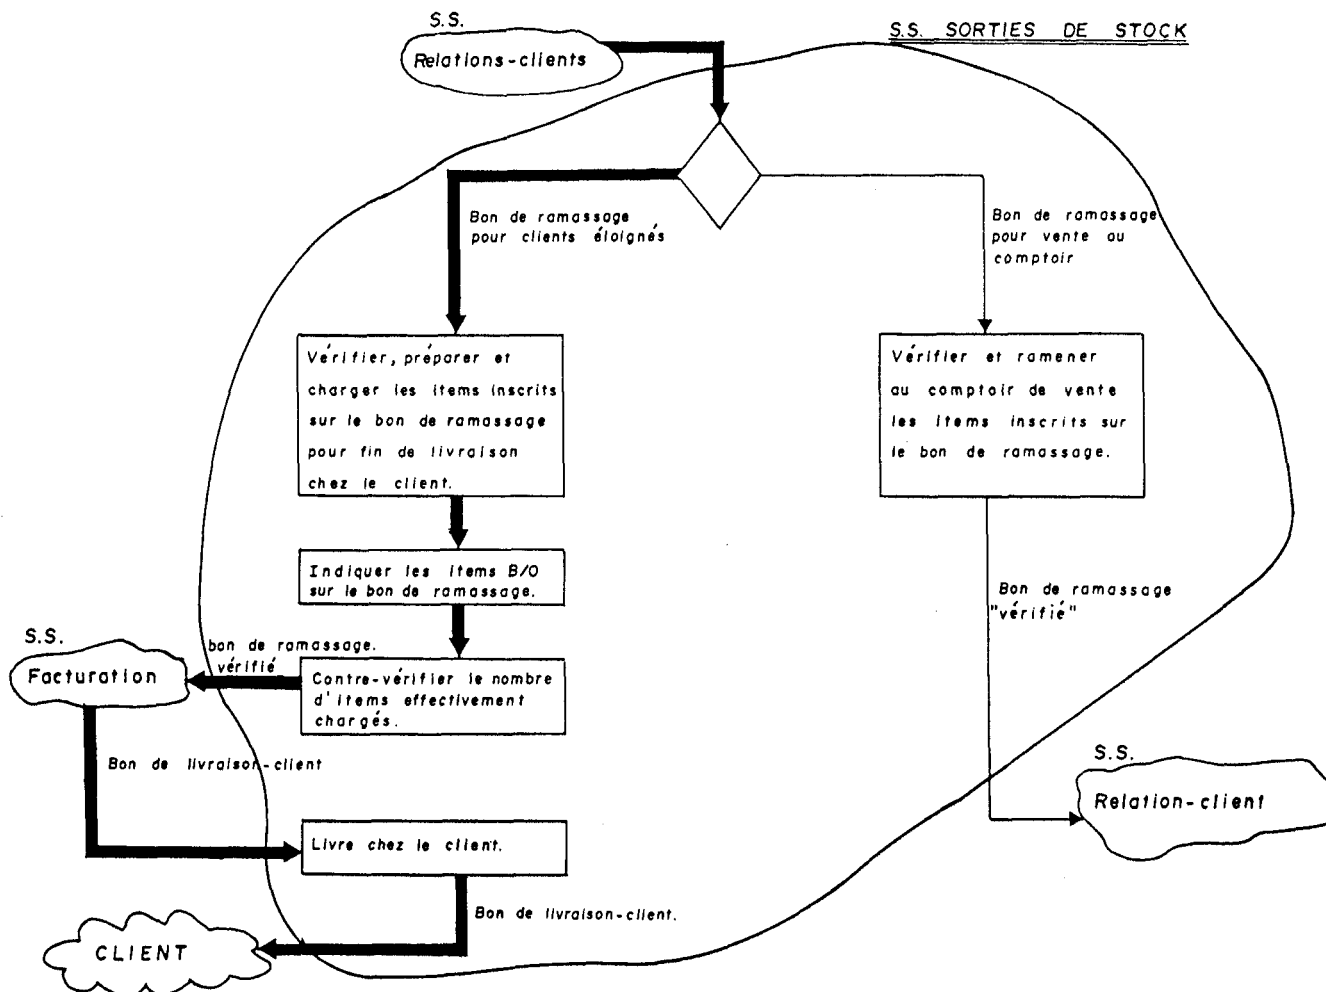 S.S.
Relations-clients
S.S. SORTIES DE STOCK
Bon de ramassage
pour clients éloignés
Bon de ramassage
pour vente au
comptoir
Vérifier, préparer et
charger les items inscrits
sur le bon de ramassage
pour fin de livraison
chez le client.
Vérifier et ramener
au comptoir de vente
les items inscrits sur
le bon de ramassage.
Indiquer les items B/O
sur le bon de ramassage.
Bon de ramassage
"vérifié"
S.S.
Facturation
bon de ramassage.
vérifié
Contre-vérifier le nombre
d'items effectivement
chargés.
Bon de livraison-client
S.S.
Relation-client
Livre chez le client.
Bon de livraison-client.
CLIENT